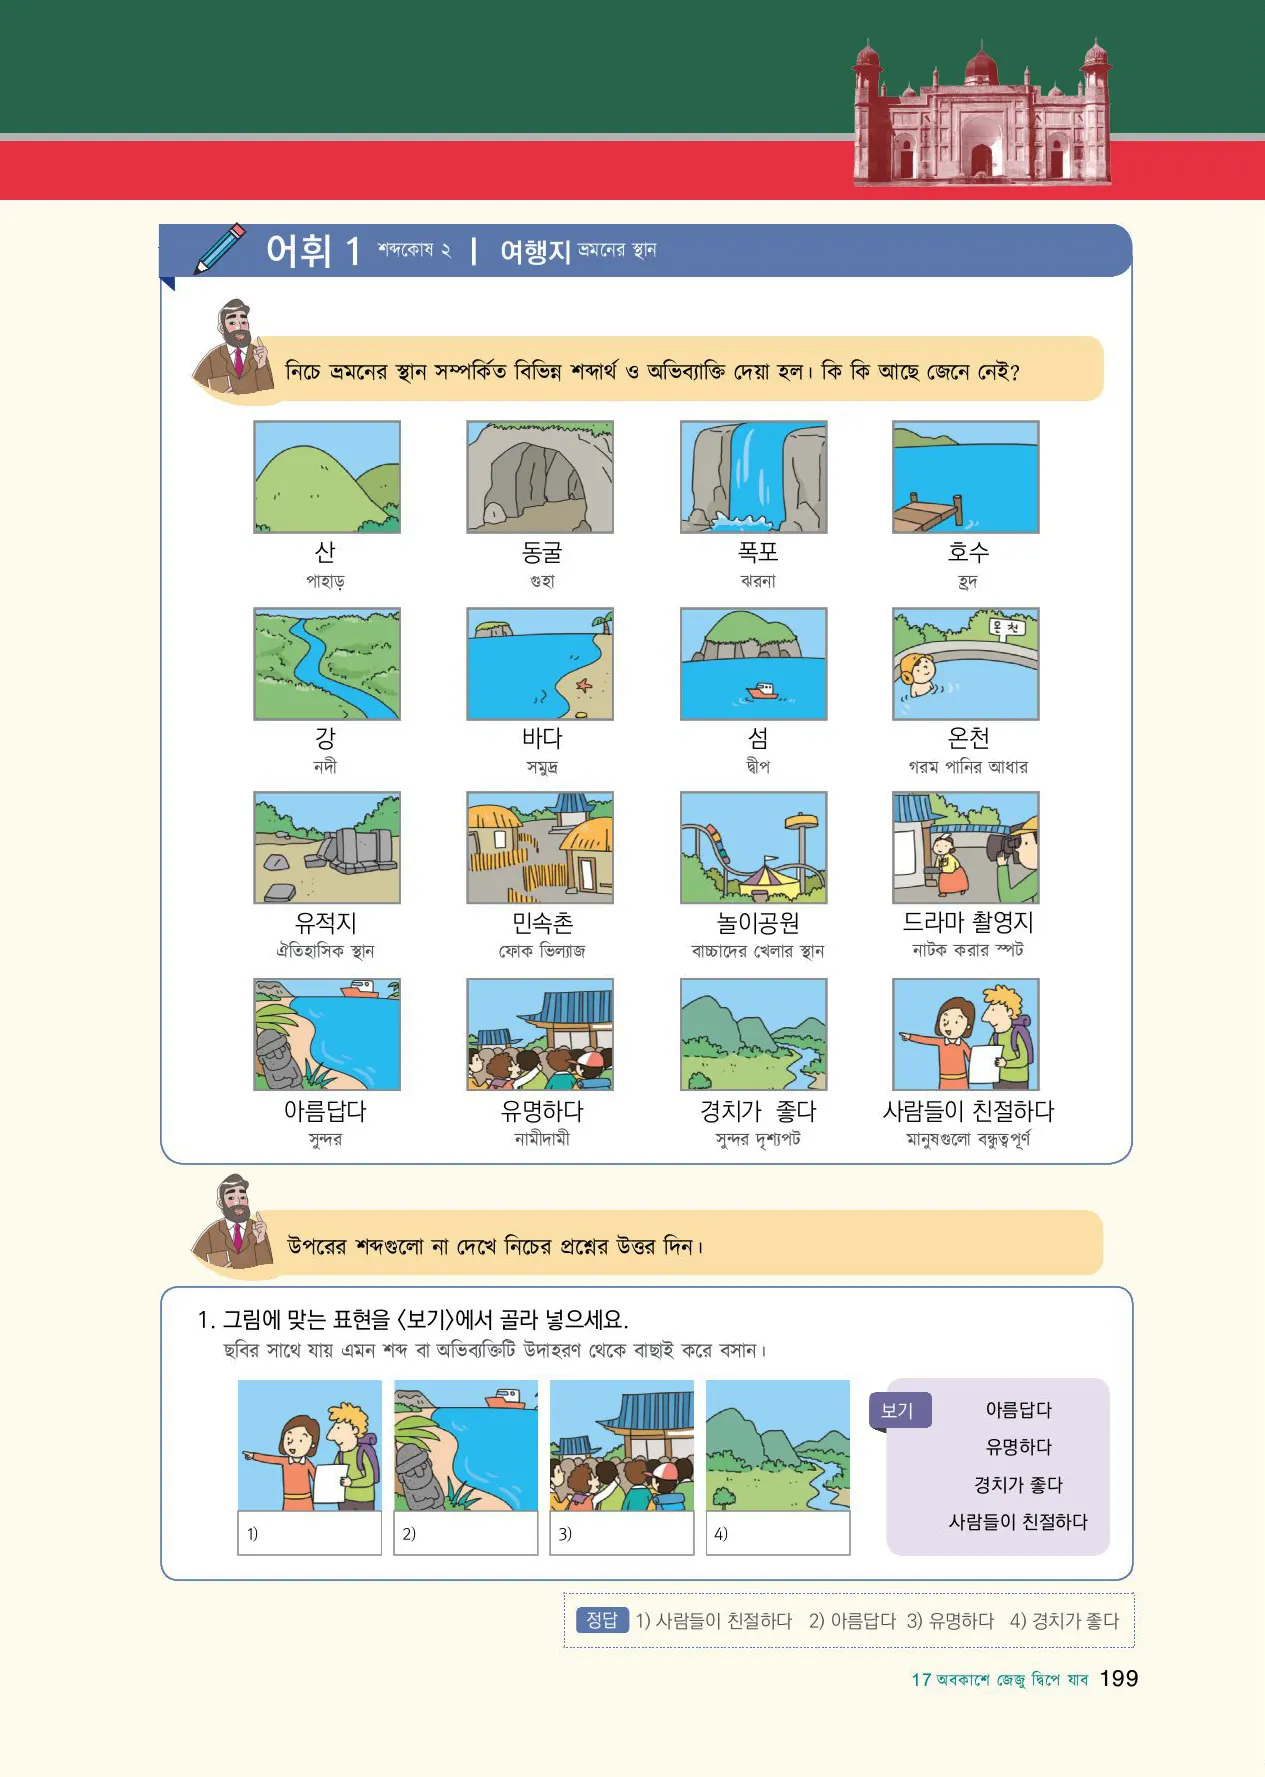 어휘 1 শব্দকোষ ২ | 여행지 ভ্রমনের স্থান
নিচে ভ্রমনের স্থান সম্পর্কিত বিভিন্ন শব্দার্থ ও অভিব্যাক্তি দেয়া হল। কি কি আছে জেনে নেই?
산 동굴 폭포 호수
পাহাড় গুহা ঝরনা হ্রদ
온천
강 바다 섬 온천
নদী সমুদ্র দ্বীপ গরম পানির আধার
유적지 민속촌 놀이공원 드라마 촬영지
ঐতিহাসিক স্থান ফোক ভিল্যাজ বাচ্চাদের খেলার স্থান নাটক করার স্পট
아름답다 유명하다 경치가 좋다 사람들이 친절하다
সুন্দর নামীদামী সুন্দর দৃশ্যপট মানুষগুলো বন্ধুত্বপূর্ণ
উপরের শব্দগুলো না দেখে নিচের প্রশ্নের উত্তর দিন।
1. 그림에 맞는 표현을 〈보기〉에서 골라 넣으세요.
ছবির সাথে যায় এমন শব্দ বা অভিব্যক্তিটি উদাহরণ থেকে বাছাই করে বসান।
1) 2) 3) 4)
보기
아름답다
유명하다
경치가 좋다
사람들이 친절하다
정답 1) 사람들이 친절하다 2) 아름답다 3) 유명하다 4) 경치가 좋다
17 অবকাশে জেজু দ্বিপে যাব 199